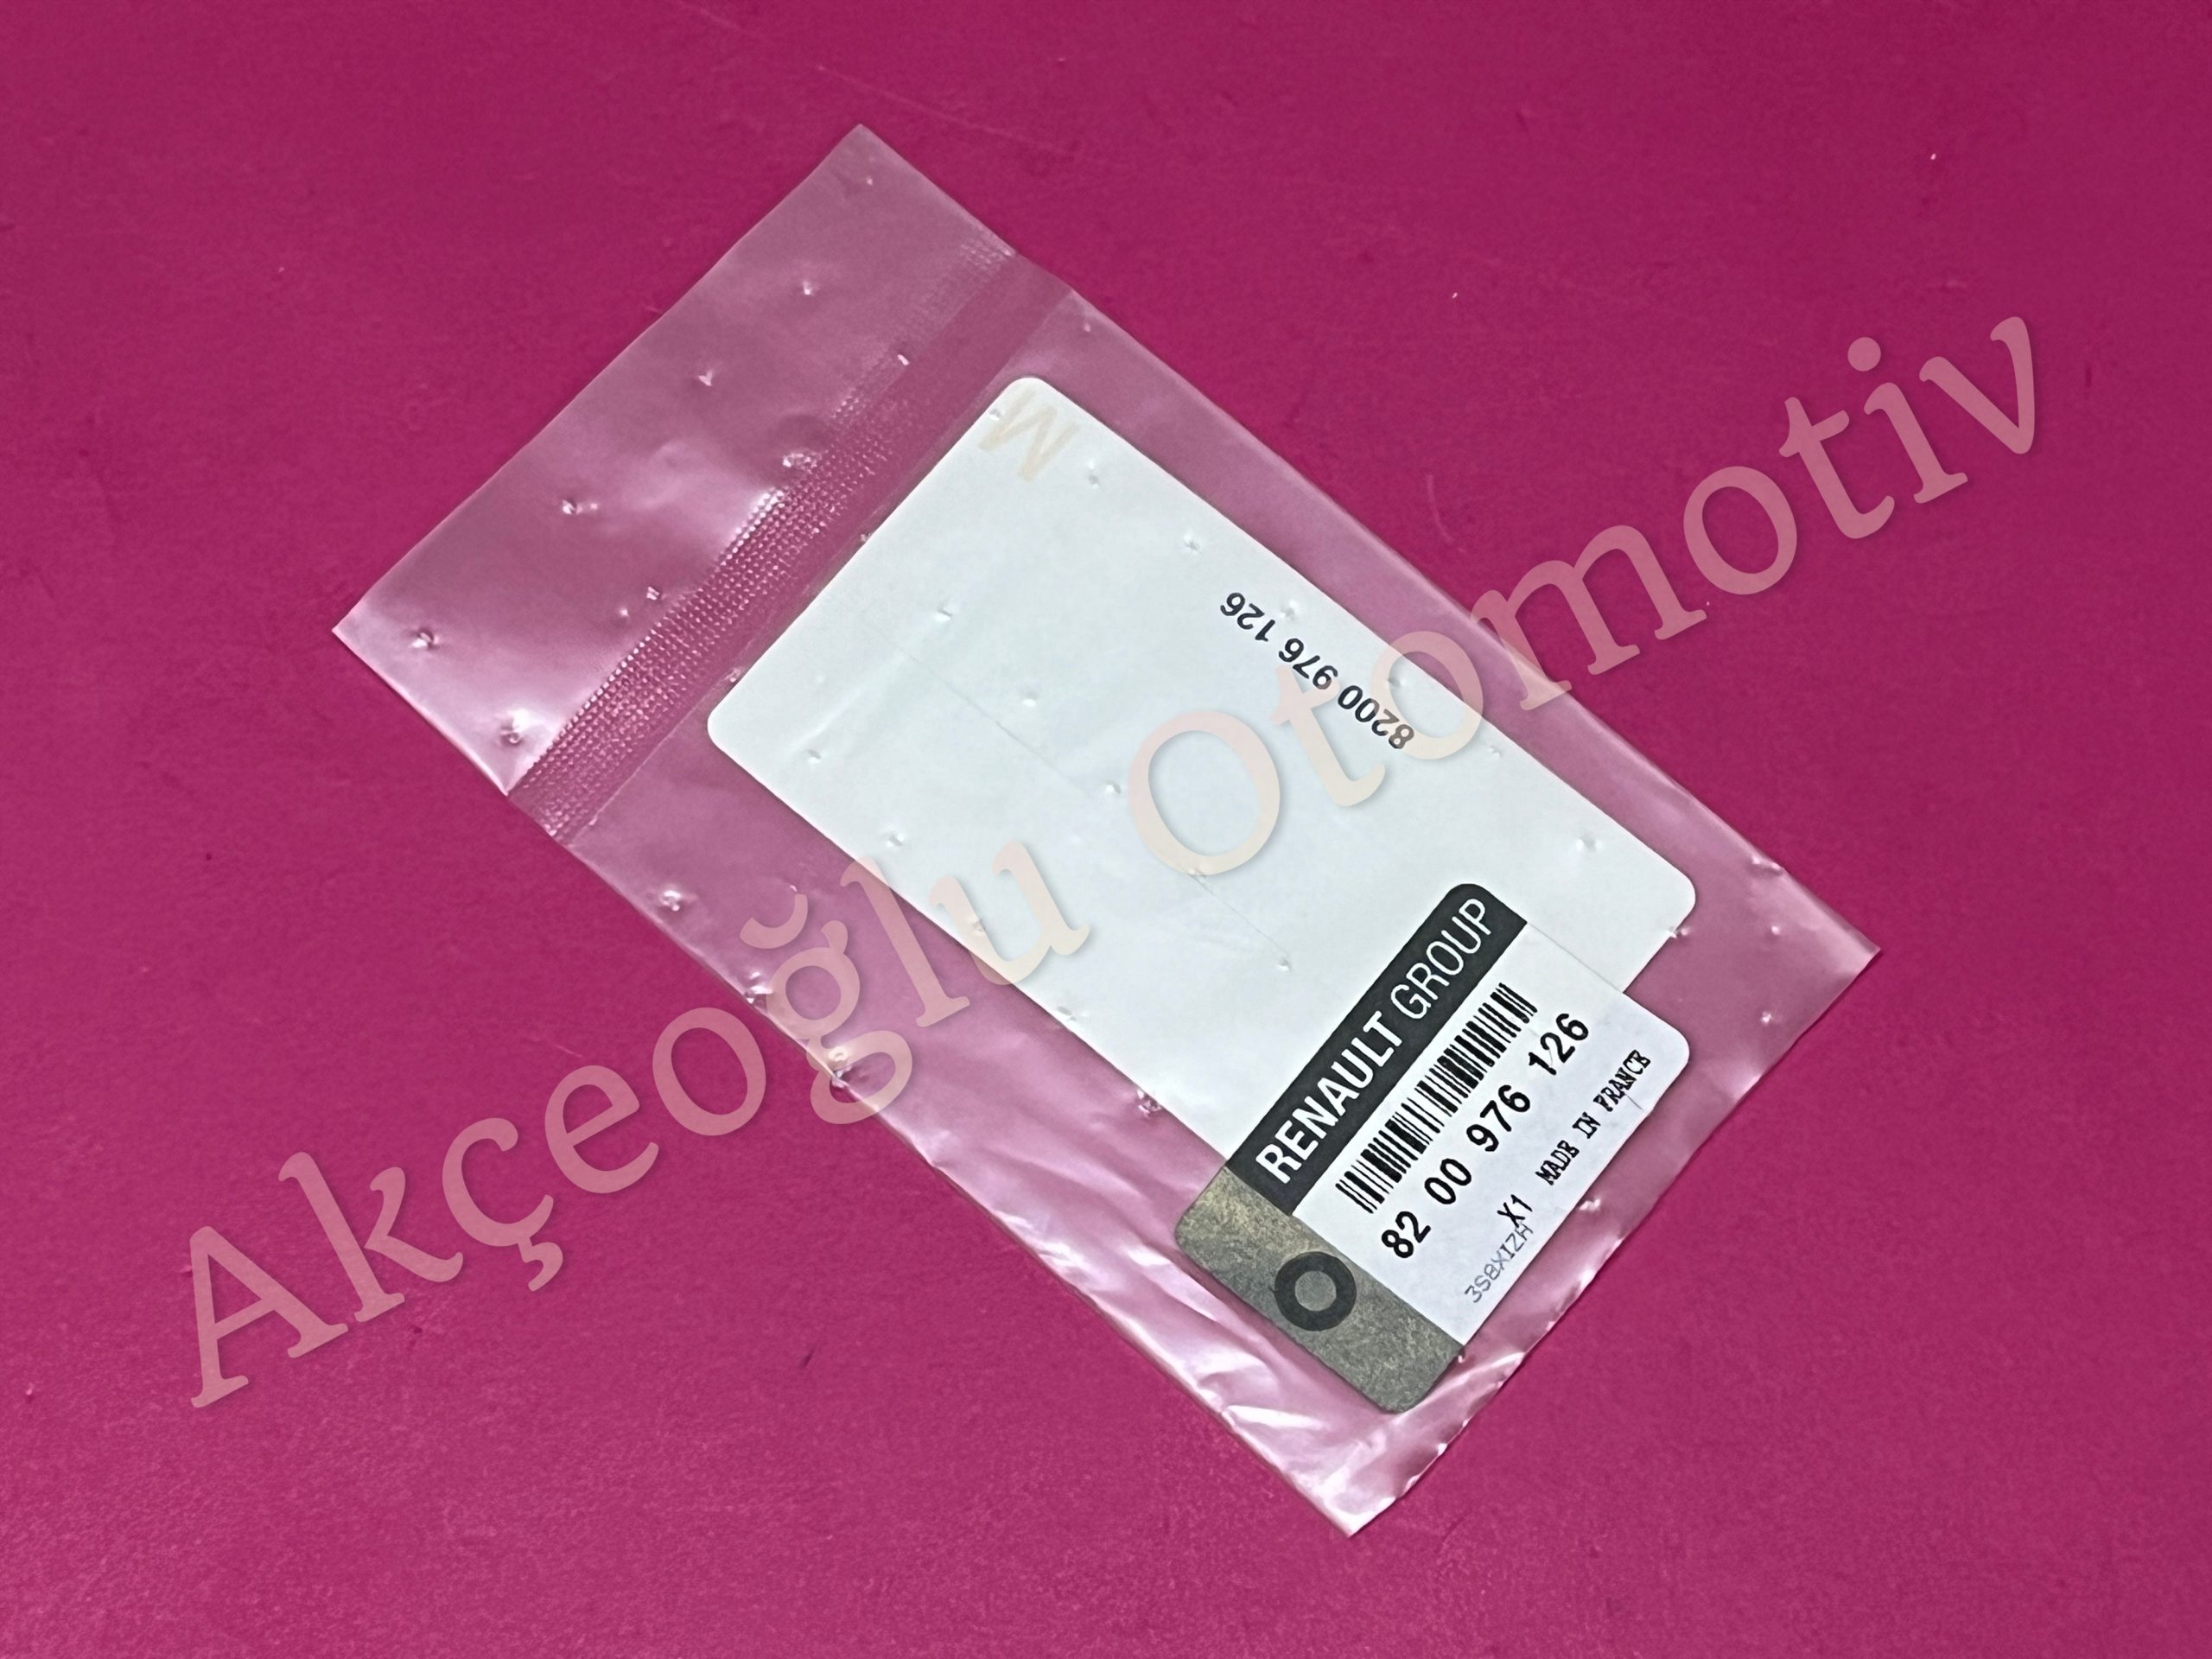 M
8200 976 126
RENAULT GROUP
82 00 976 126
X1 MADE IN FRANCE
3S8XIZH
Akçeoğlu Otomotiv